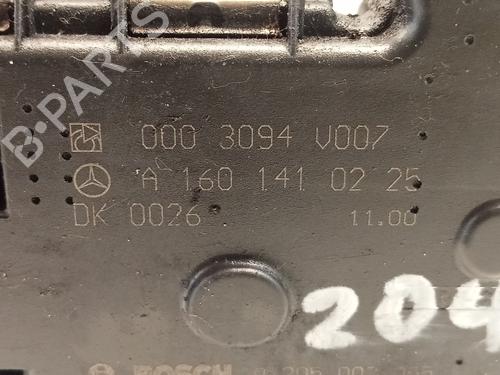 B-PARTS
000 3094 V007
A 160 141 02 25
DK 0026 11.00
204
BOSCH